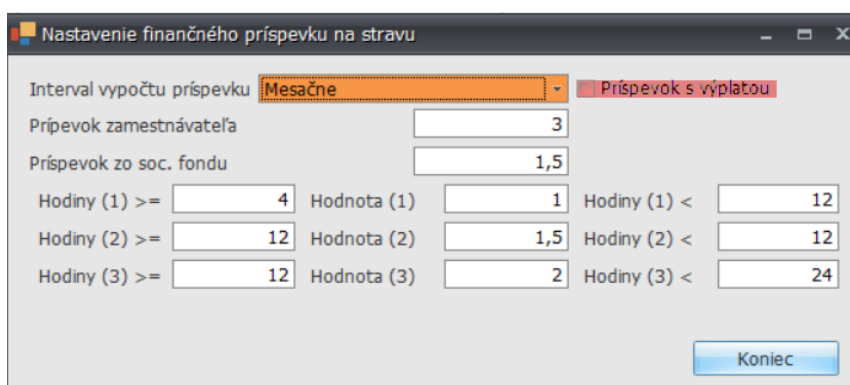 Nastavenie finančného príspevku na stravu
Interval vypočtu príspevku Mesačne Príspevok s výplatou
Prípevok zamestnávateľa 3
Príspevok zo soc. fondu 1,5
Hodiny (1) >= 4 Hodnota (1) 1 Hodiny (1) < 12
Hodiny (2) >= 12 Hodnota (2) 1,5 Hodiny (2) < 12
Hodiny (3) >= 12 Hodnota (3) 2 Hodiny (3) < 24
Koniec